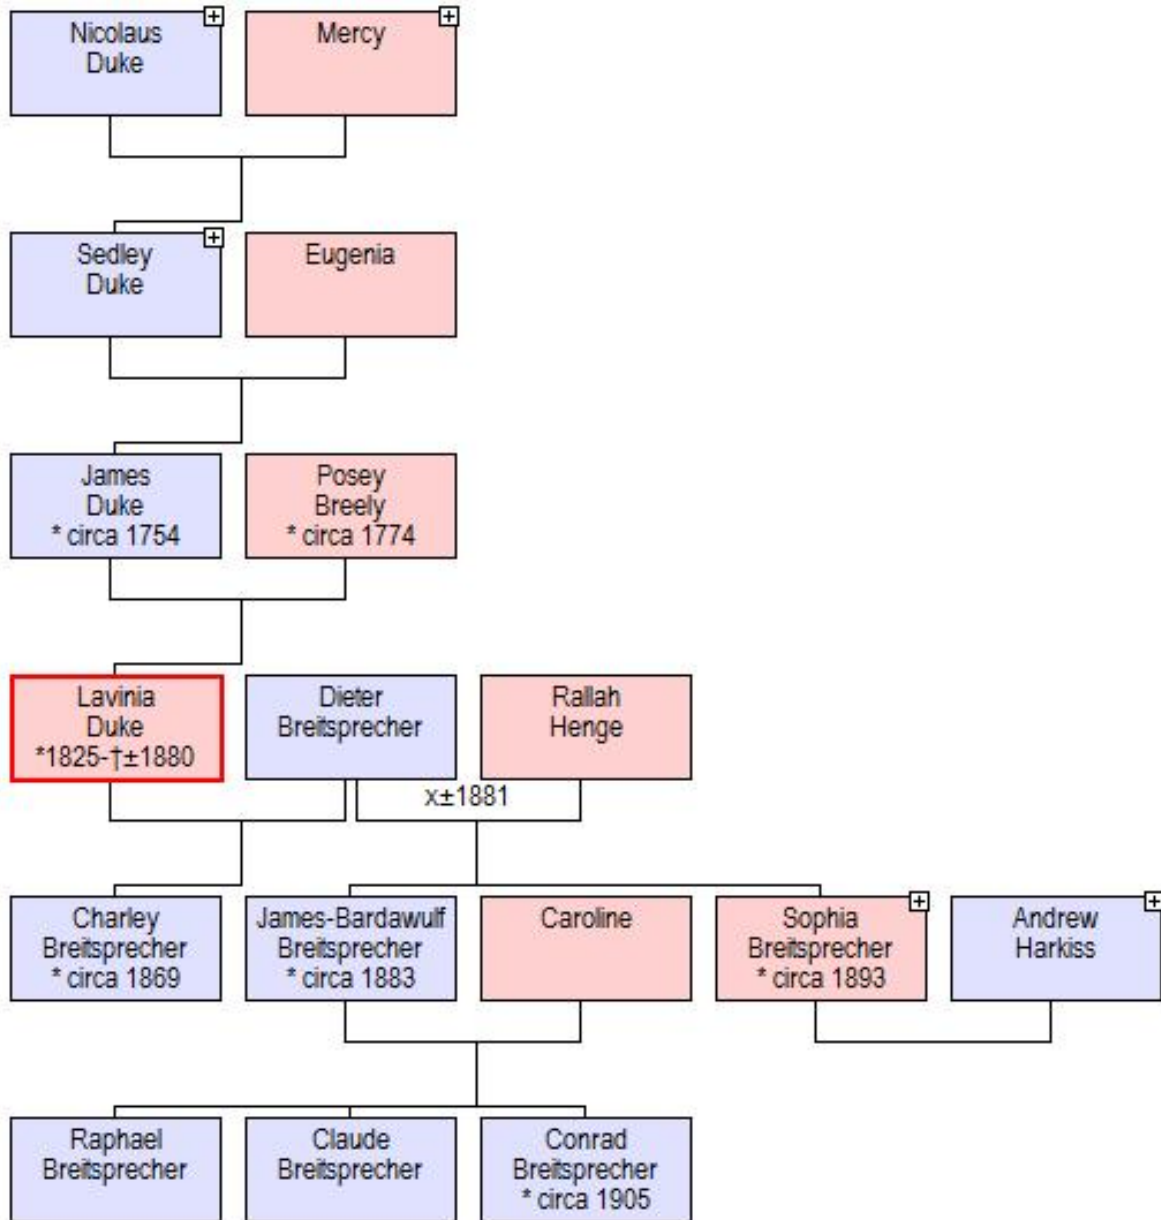 Nicolaus
Duke
Mercy
Sedley
Duke
Eugenia
James
Duke
* circa 1754
Posey
Breely
* circa 1774
Lavinia
Duke
*1825-†±1880
Dieter
Breitsprecher
Rallah
Henge
x±1881
Charley
Breitsprecher
* circa 1869
James-Bardawulf
Breitsprecher
* circa 1883
Caroline
Sophia
Breitsprecher
* circa 1893
Andrew
Harkiss
Raphael
Breitsprecher
Claude
Breitsprecher
Conrad
Breitsprecher
* circa 1905